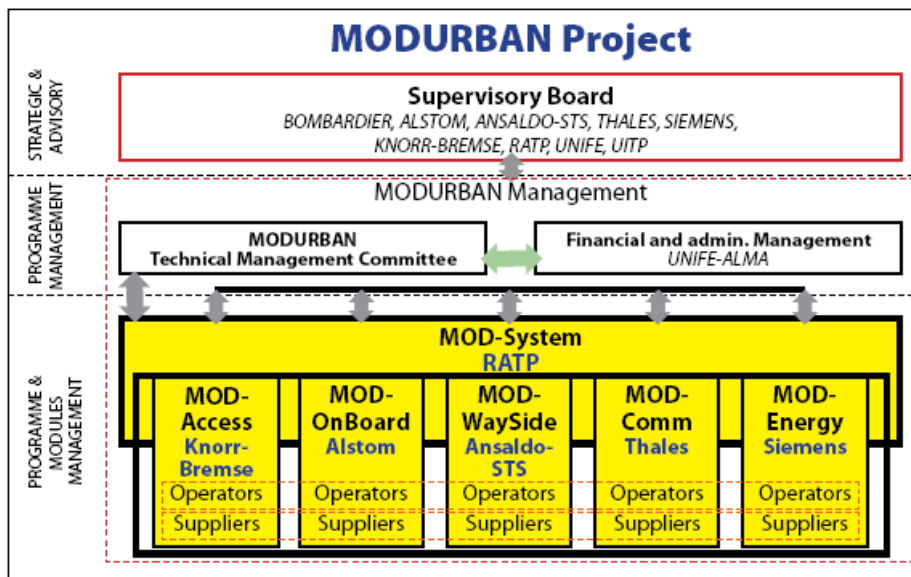 MODURBAN Project
STRATEGIC &
ADVISORY
Supervisory Board
BOMBARDIER, ALSTOM, ANSALDO-STS, THALES, SIEMENS,
KNORR-BREMSE, RATP, UNIFE, UITP
PROGRAMME
MANAGEMENT
MODURBAN Management
MODURBAN
Technical Management Committee
Financial and admin. Management
UNIFE-ALMA
PROGRAMME &
MODULES
MANAGEMENT
MOD-System
RATP
MOD-
Access
Knorr-
Bremse
Operators
Suppliers
MOD-
OnBoard
Alstom
Operators
Suppliers
MOD-
WaySide
Ansaldo-
STS
Operators
Suppliers
MOD-
Comm
Thales
Operators
Suppliers
MOD-
Energy
Siemens
Operators
Suppliers